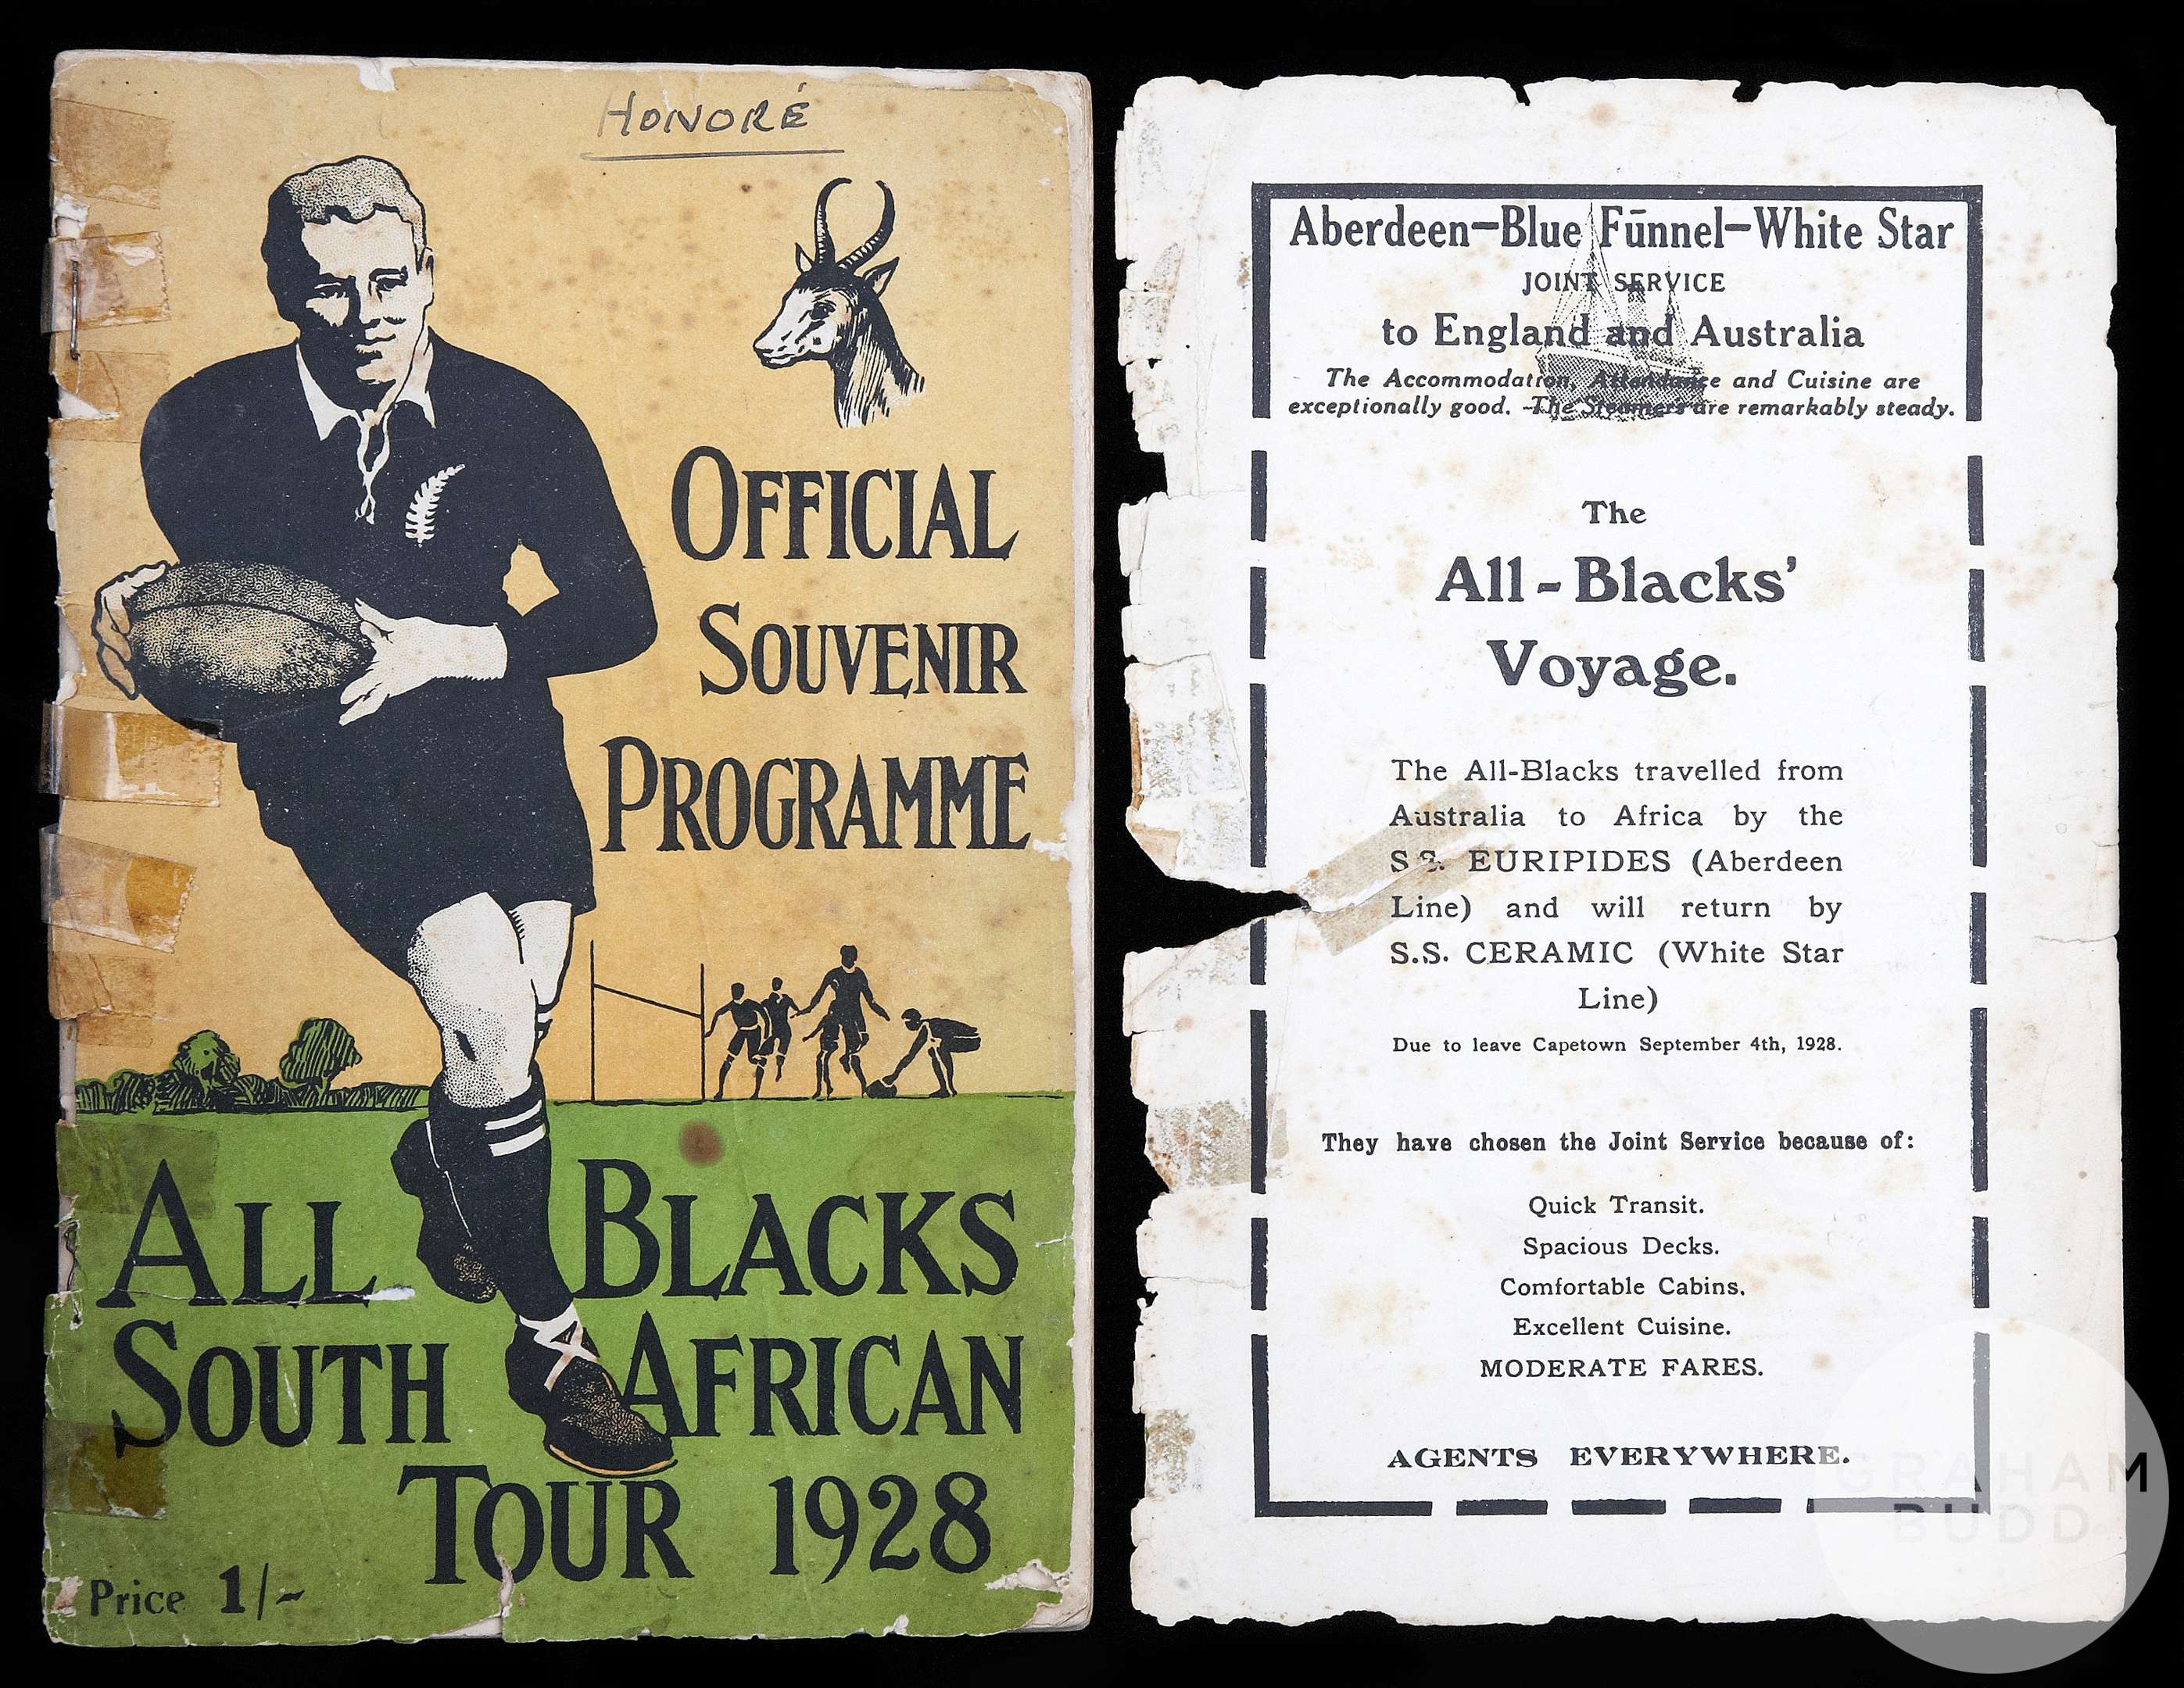 HONORÉ
OFFICIAL
SOUVENIR
PROGRAMME
ALL BLACKS
SOUTH AFRICAN
TOUR 1928
Price 1/-
Aberdeen—Blue Fūnnel—White Star
JOINT SERVICE
to England and Australia
The Accommodation, Attendance and Cuisine are
exceptionally good. -The Steamers are remarkably steady.
The
All-Blacks'
Voyage.
The All-Blacks travelled from
Australia to Africa by the
S.S. EURIPIDES (Aberdeen
Line) and will return by
S.S. CERAMIC (White Star
Line)
Due to leave Capetown September 4th, 1928.
They have chosen the Joint Service because of:
Quick Transit.
Spacious Decks.
Comfortable Cabins.
Excellent Cuisine.
MODERATE FARES.
AGENTS EVERYWHERE.
GRAHAM
BUDD